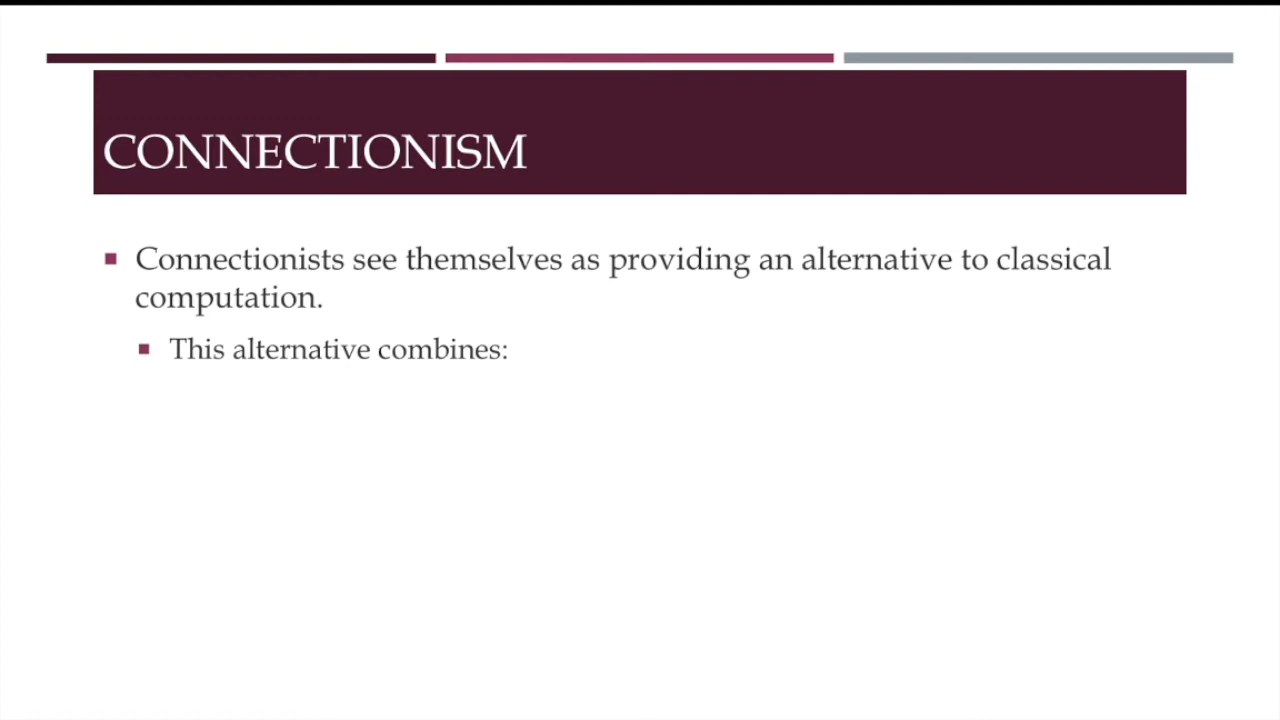 CONNECTIONISM
Connectionists see themselves as providing an alternative to classical
computation.
This alternative combines: